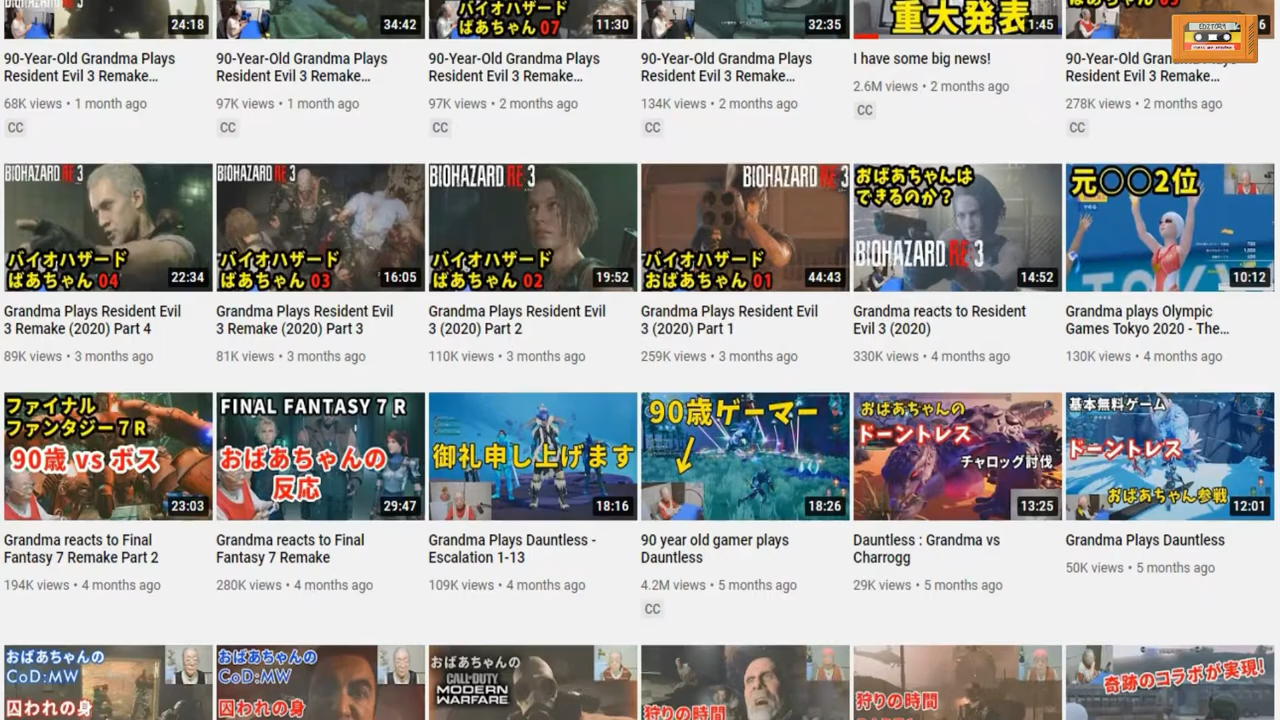 BIOHAZARD
24:18
34:42
バイオハザード
ばあちゃん 07
11:30
32:35
重大発表
1:45
90-Year-Old Grandma Plays
Resident Evil 3 Remake…
68K views • 1 month ago
CC
90-Year-Old Grandma Plays
Resident Evil 3 Remake…
97K views • 1 month ago
CC
90-Year-Old Grandma Plays
Resident Evil 3 Remake…
97K views • 2 months ago
CC
90-Year-Old Grandma Plays
Resident Evil 3 Remake…
134K views • 2 months ago
CC
I have some big news!
2.6M views • 2 months ago
CC
90-Year-Old Grandma Plays
Resident Evil 3 Remake…
278K views • 2 months ago
CC
BIOHAZARD RE 3
バイオハザード
ばあちゃん 04
22:34
BIOHAZARD RE 3
バイオハザード
ばあちゃん 03
16:05
BIOHAZARD RE 3
バイオハザード
ばあちゃん 02
19:52
BIOHAZARD RE 3
バイオハザード
おばあちゃん 01
44:43
おばあちゃんは
できるのか？
BIOHAZARD RE 3
14:52
元〇〇2位
10:12
Grandma Plays Resident Evil
3 Remake (2020) Part 4
89K views • 3 months ago
Grandma Plays Resident Evil
3 Remake (2020) Part 3
81K views • 3 months ago
Grandma Plays Resident Evil
3 (2020) Part 2
110K views • 3 months ago
Grandma Plays Resident Evil
3 (2020) Part 1
259K views • 3 months ago
Grandma reacts to Resident
Evil 3 (2020)
330K views • 4 months ago
Grandma plays Olympic
Games Tokyo 2020 - The…
130K views • 4 months ago
ファイナル
ファンタジー７R
90歳 vs ボス
23:03
FINAL FANTASY 7 R
おばあちゃんの
反応
29:47
御礼申し上げます
18:16
90歳ゲーマー
18:26
おばあちゃんの
ドーントレス
チャロッグ討伐
13:25
基本無料ゲーム
ドーントレス
おばあちゃん参戦
12:01
Grandma reacts to Final
Fantasy 7 Remake Part 2
194K views • 4 months ago
Grandma reacts to Final
Fantasy 7 Remake
280K views • 4 months ago
Grandma Plays Dauntless -
Escalation 1-13
109K views • 4 months ago
90 year old gamer plays
Dauntless
4.2M views • 5 months ago
CC
Dauntless : Grandma vs
Charrogg
29K views • 5 months ago
Grandma Plays Dauntless
50K views • 5 months ago
おばあちゃんの
CoD:MW
囚われの身
おばあちゃんの
CoD:MW
囚われの身
おばあちゃんの
CALL OF DUTY
MODERN
WARFARE
狩りの時間
狩りの時間
奇跡のコラボが実現!